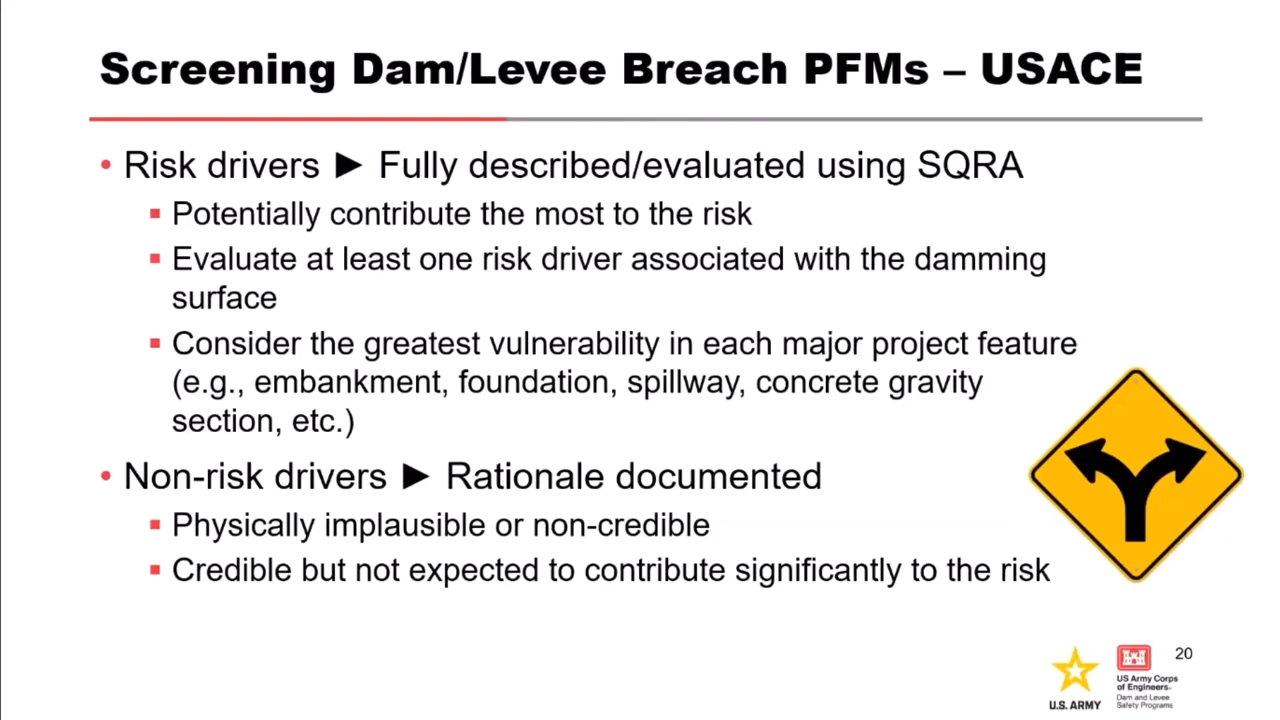 Screening Dam/Levee Breach PFMs – USACE
• Risk drivers ► Fully described/evaluated using SQRA
▪ Potentially contribute the most to the risk
▪ Evaluate at least one risk driver associated with the damming
surface
▪ Consider the greatest vulnerability in each major project feature
(e.g., embankment, foundation, spillway, concrete gravity
section, etc.)
• Non-risk drivers ► Rationale documented
▪ Physically implausible or non-credible
▪ Credible but not expected to contribute significantly to the risk
20
U.S. ARMY
US Army Corps
of Engineers®
Dam and Levee
Safety Programs